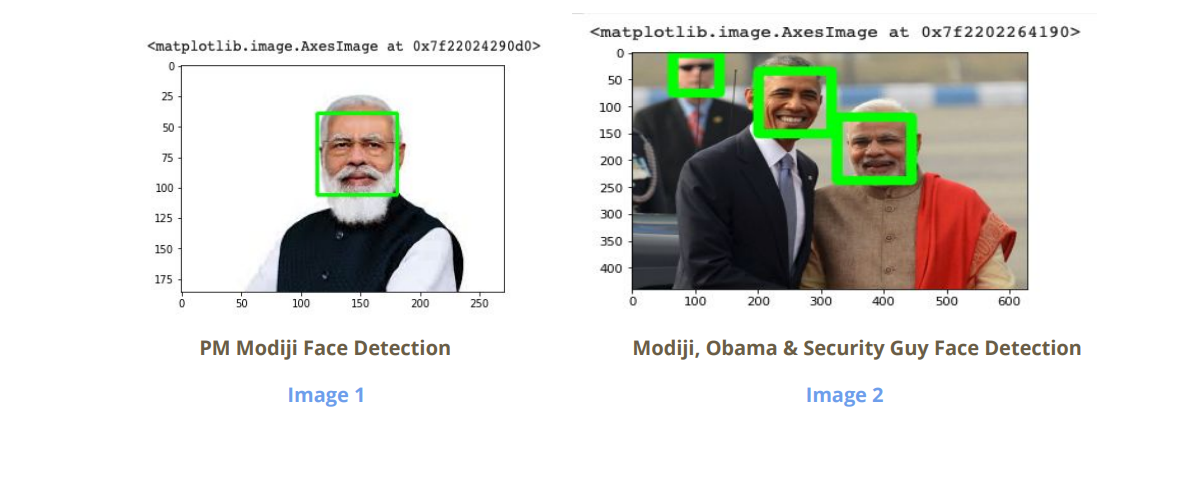 <matplotlib.image.AxesImage at 0x7f22024290d0>
0
25
50
75
100
125
150
175
0 50 100 150 200 250
PM Modiji Face Detection
Image 1
<matplotlib.image.AxesImage at 0x7f2202264190>
0
50
100
150
200
250
300
350
400
0 100 200 300 400 500 600
Modiji, Obama & Security Guy Face Detection
Image 2